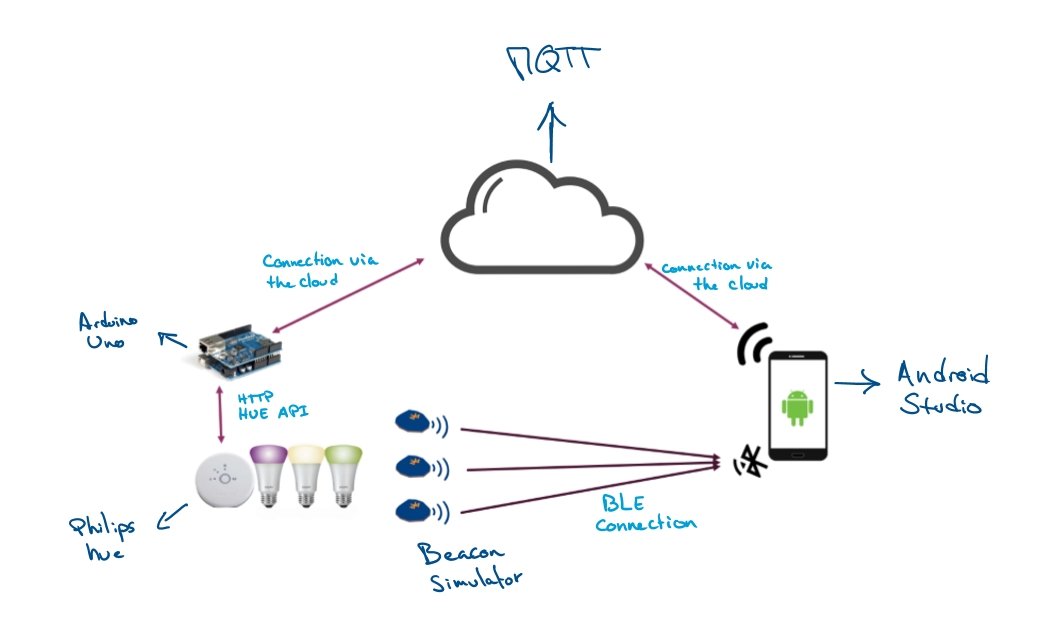 MQTT
Connection via
the cloud
Connection via
the cloud
Arduino
Uno
HTTP
HUE API
Android
Studio
BLE
Connection
Philips
hue
Beacon
Simulator